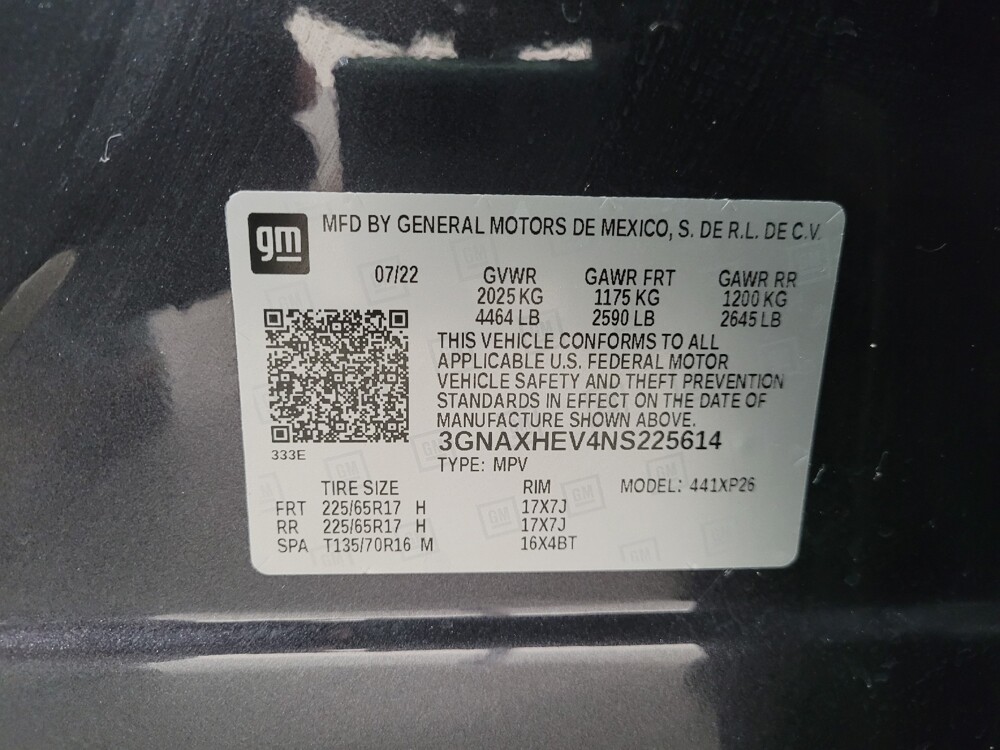 gm
MFD BY GENERAL MOTORS DE MEXICO, S. DE R.L. DE C.V.
07/22 GVWR GAWR FRT GAWR RR
2025 KG 1175 KG 1200 KG
4464 LB 2590 LB 2645 LB
THIS VEHICLE CONFORMS TO ALL
APPLICABLE U.S. FEDERAL MOTOR
VEHICLE SAFETY AND THEFT PREVENTION
STANDARDS IN EFFECT ON THE DATE OF
MANUFACTURE SHOWN ABOVE.
3GNAXHEV4NS225614
333E
TYPE: MPV
TIRE SIZE RIM MODEL: 441XP26
FRT 225/65R17 H 17X7J
RR 225/65R17 H 17X7J
SPA T135/70R16 M 16X4BT